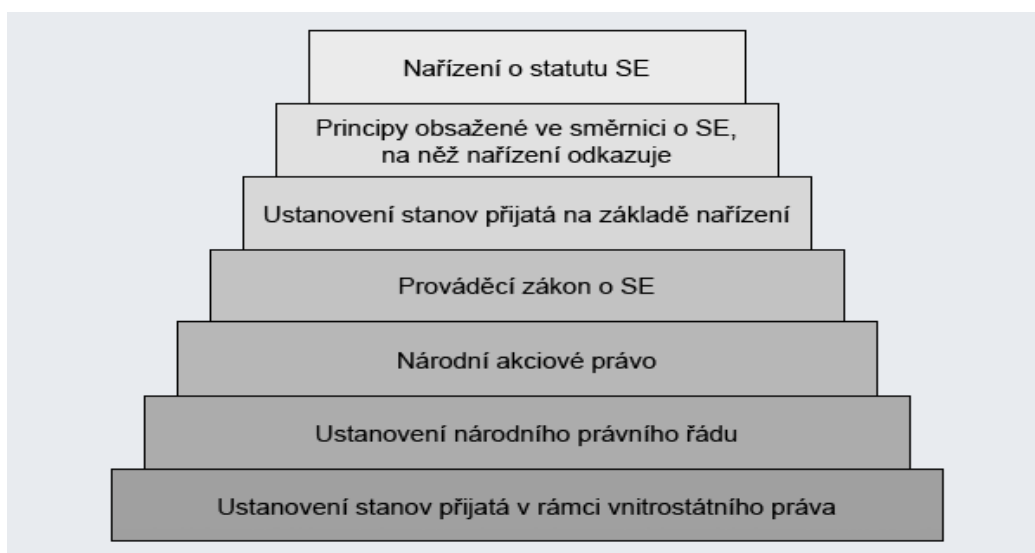 Nařízení o statutu SE
Principy obsažené ve směrnici o SE,
na něž nařízení odkazuje
Ustanovení stanov přijatá na základě nařízení
Prováděcí zákon o SE
Národní akciové právo
Ustanovení národního právního řádu
Ustanovení stanov přijatá v rámci vnitrostátního práva